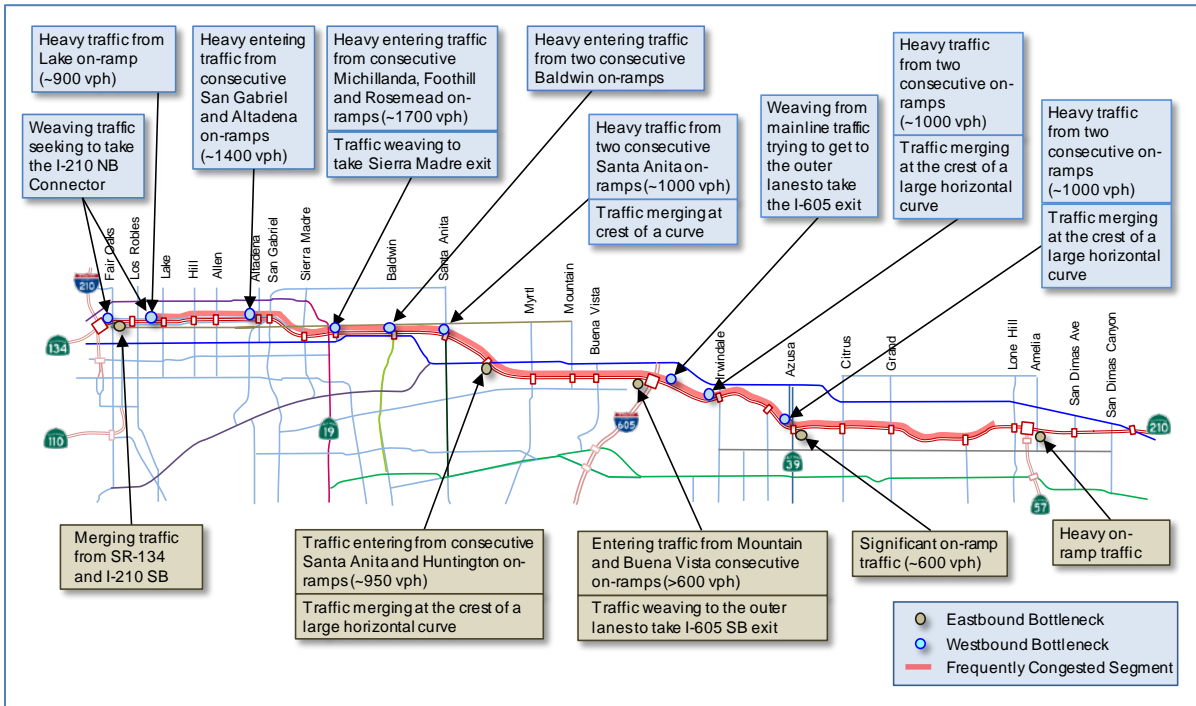 Heavy traffic from
Lake on-ramp
(~900 vph)
Weaving traffic
seeking to take
the I-210 NB
Connector
Heavy entering
traffic from
consecutive
San Gabriel
and Altadena
on-ramps
(~1400 vph)
Heavy entering traffic
from consecutive
Michillanda, Foothill
and Rosemead on-
ramps (~1700 vph)
Traffic weaving to
take Sierra Madre exit
Heavy entering traffic
from two consecutive
Baldwin on-ramps
Heavy traffic from
two consecutive
Santa Anita on-
ramps (~1000 vph)
Traffic merging at
crest of a curve
Weaving from
mainline traffic
trying to get to
the outer
lanes to take
the I-605 exit
Heavy traffic
from two
consecutive on-
ramps
(~1000 vph)
Traffic merging
at the crest of a
large horizontal
curve
Heavy traffic
from two
consecutive on-
ramps
(~1000 vph)
Traffic merging
at the crest of a
large horizontal
curve
Fair Oaks
Los Robles
Lake
Hill
Allen
Altadena
San Gabriel
Sierra Madre
Baldwin
Santa Anita
Myrtl
Mountain
Buena Vista
Irwindale
Azusa
Citrus
Grand
Lone Hill
Amelia
San Dimas Ave
San Dimas Canyon
210
134
110
19
605
39
57
210
Merging traffic
from SR-134
and I-210 SB
Traffic entering from consecutive
Santa Anita and Huntington on-
ramps (~950 vph)
Traffic merging at the crest of a
large horizontal curve
Entering traffic from Mountain
and Buena Vista consecutive
on-ramps (>600 vph)
Traffic weaving to the outer
lanes to take I-605 SB exit
Significant on-ramp
traffic (~600 vph)
Heavy on-
ramp traffic
Eastbound Bottleneck
Westbound Bottleneck
Frequently Congested Segment